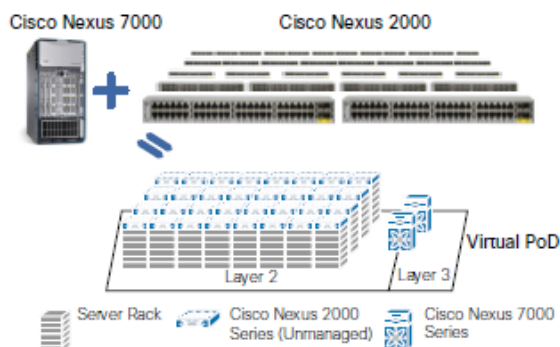 Cisco Nexus 7000
Cisco Nexus 2000
Layer 2
Layer 3
Virtual PoD
Server Rack
Cisco Nexus 2000
Series (Unmanaged)
Cisco Nexus 7000
Series